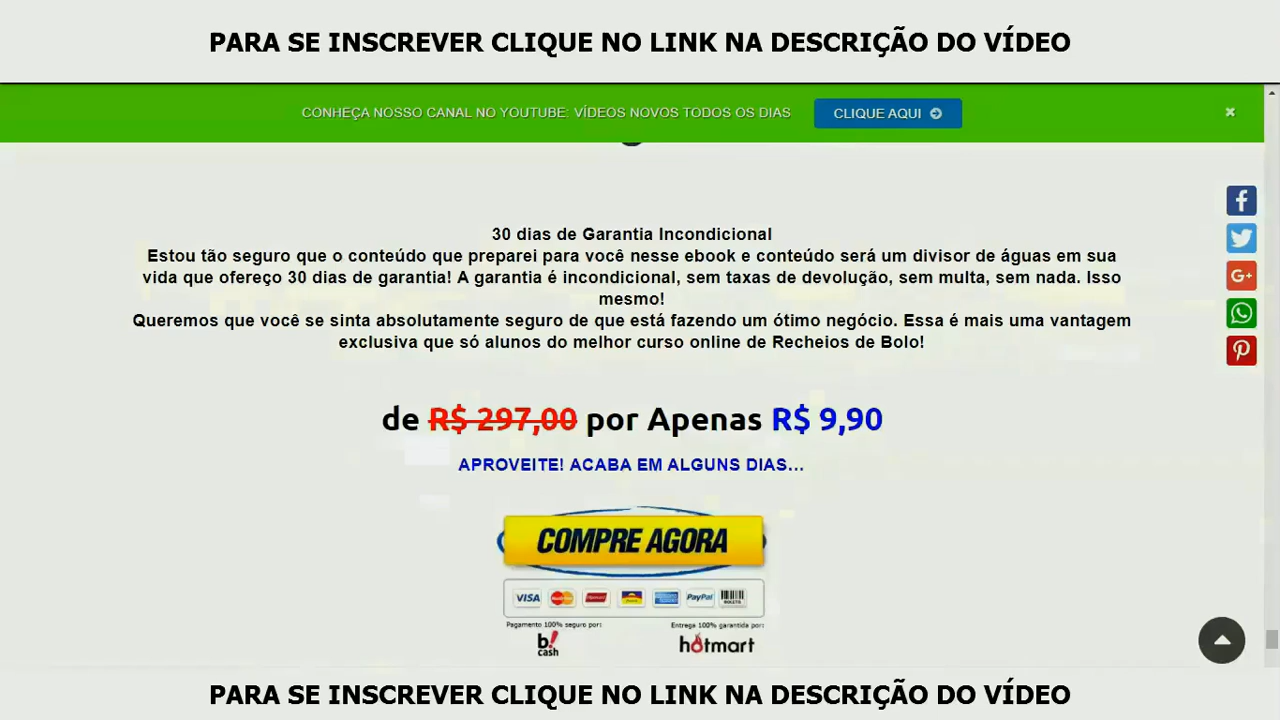 PARA SE INSCREVER CLIQUE NO LINK NA DESCRIÇÃO DO VÍDEO
CONHEÇA NOSSO CANAL NO YOUTUBE: VÍDEOS NOVOS TODOS OS DIAS
CLIQUE AQUI
30 dias de Garantia Incondicional
Estou tão seguro que o conteúdo que preparei para você nesse ebook e conteúdo será um divisor de águas em sua
vida que ofereço 30 dias de garantia! A garantia é incondicional, sem taxas de devolução, sem multa, sem nada. Isso
mesmo!
Queremos que você se sinta absolutamente seguro de que está fazendo um ótimo negócio. Essa é mais uma vantagem
exclusiva que só alunos do melhor curso online de Recheios de Bolo!
de R$ 297,00 por Apenas R$ 9,90
APROVEITE! ACABA EM ALGUNS DIAS...
COMPRE AGORA
VISA MasterCard PayPal
Pagamento 100% seguro por: Entrega 100% garantida por:
b! cash hotmart
PARA SE INSCREVER CLIQUE NO LINK NA DESCRIÇÃO DO VÍDEO